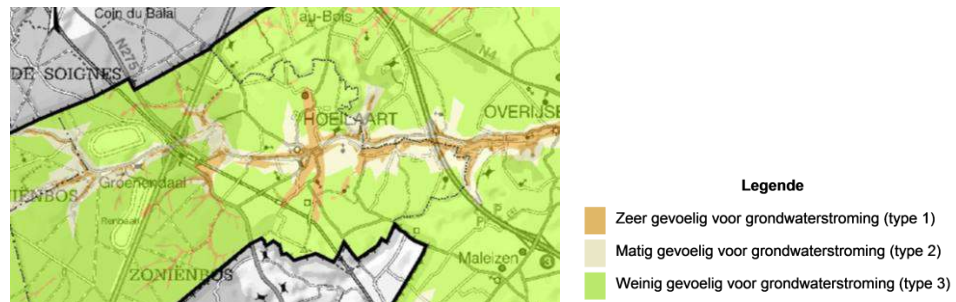 Coin du Balai
au-Bois
N275
N4
DE SOIGNES
HOEILAART
OVERIJSE
Groenendaal
ZONIËNBOS
Maleizen
Legende
Zeer gevoelig voor grondwaterstroming (type 1)
Matig gevoelig voor grondwaterstroming (type 2)
Weinig gevoelig voor grondwaterstroming (type 3)